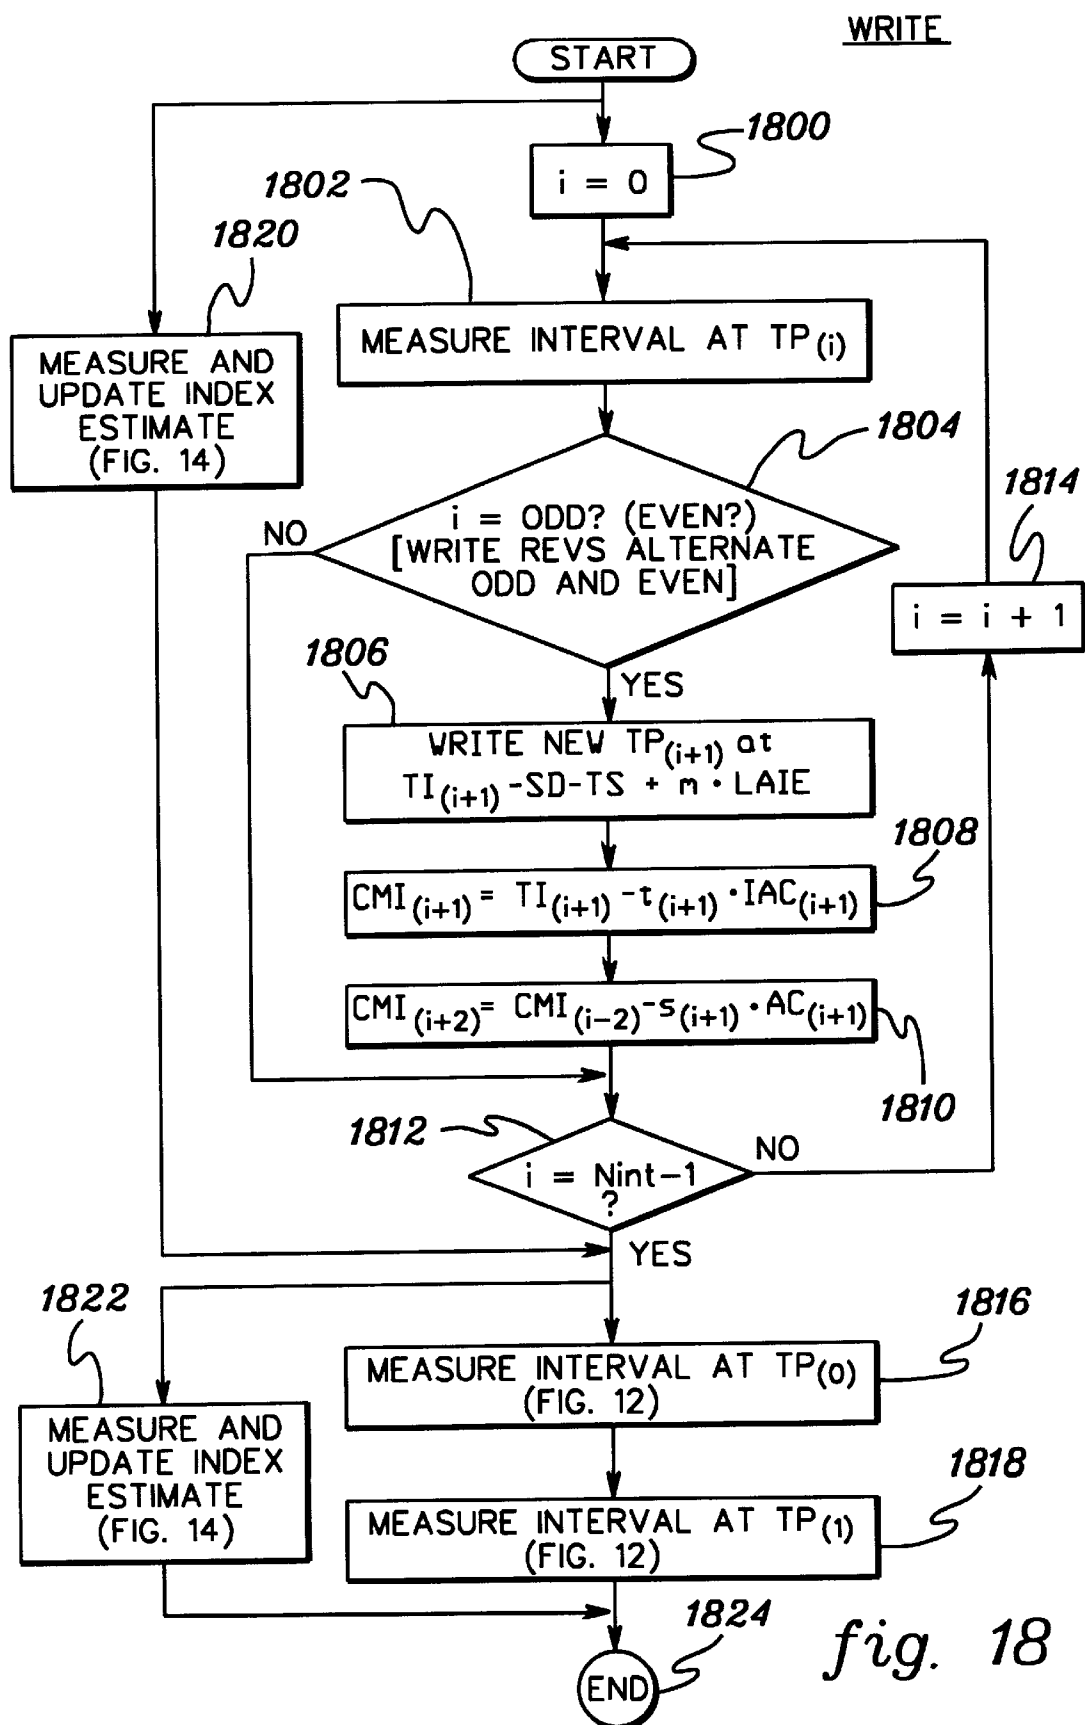 WRITE
START
1800
i = 0
1802
1820
MEASURE INTERVAL AT TP(i)
MEASURE AND
UPDATE INDEX
ESTIMATE
(FIG. 14)
1804
i = ODD? (EVEN?)
[WRITE REVS ALTERNATE
ODD AND EVEN]
NO
1814
i = i + 1
1806
YES
WRITE NEW TP(i+1) at
TI(i+1) -SD-TS + m • LAIE
1808
CMI(i+1) = TI(i+1) -t(i+1) • IAC(i+1)
CMI(i+2) = CMI(i-2) -s(i+1) • AC(i+1)
1810
1812
i = Nint-1
?
NO
YES
1822
1816
MEASURE INTERVAL AT TP(0)
(FIG. 12)
MEASURE AND
UPDATE INDEX
ESTIMATE
(FIG. 14)
1818
MEASURE INTERVAL AT TP(1)
(FIG. 12)
1824
END
fig. 18